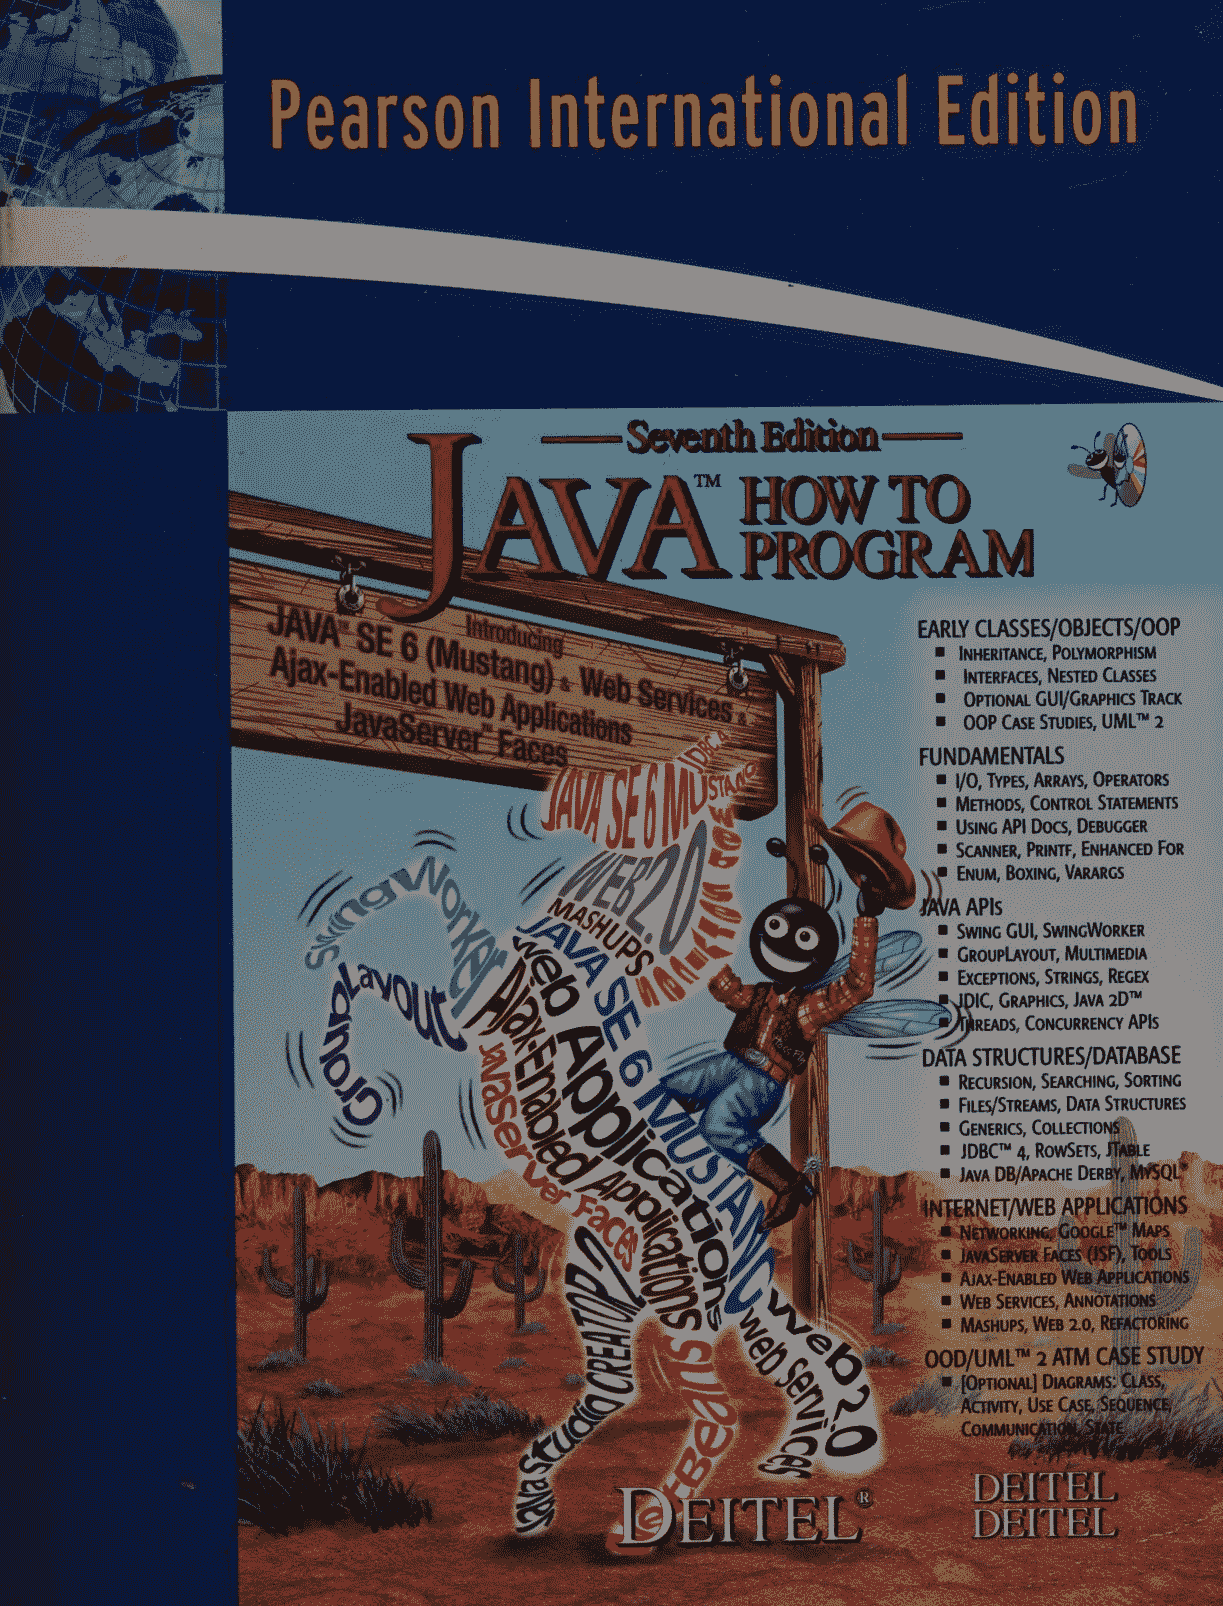 Pearson International Edition
Seventh Edition
JAVA™ HOW TO
PROGRAM
Introducing
JAVA™ SE 6 (Mustang) & Web Services &
Ajax-Enabled Web Applications
JavaServer™ Faces
EARLY CLASSES/OBJECTS/OOP
■ INHERITANCE, POLYMORPHISM
■ INTERFACES, NESTED CLASSES
■ OPTIONAL GUI/GRAPHICS TRACK
■ OOP CASE STUDIES, UML™ 2
FUNDAMENTALS
■ I/O, TYPES, ARRAYS, OPERATORS
■ METHODS, CONTROL STATEMENTS
■ USING API DOCS, DEBUGGER
■ SCANNER, PRINTF, ENHANCED FOR
■ ENUM, BOXING, VARARGS
JAVA APIs
■ SWING GUI, SWINGWORKER
■ GROUPLAYOUT, MULTIMEDIA
■ EXCEPTIONS, STRINGS, REGEX
■ JDIC, GRAPHICS, JAVA 2D™
■ THREADS, CONCURRENCY APIs
DATA STRUCTURES/DATABASE
■ RECURSION, SEARCHING, SORTING
■ FILES/STREAMS, DATA STRUCTURES
■ GENERICS, COLLECTIONS
■ JDBC™ 4, ROWSETS, JTABLE
■ JAVA DB/APACHE DERBY, MYSQL®
INTERNET/WEB APPLICATIONS
■ NETWORKING, GOOGLE™ MAPS
■ JAVASERVER FACES (JSF), TOOLS
■ AJAX-ENABLED WEB APPLICATIONS
■ WEB SERVICES, ANNOTATIONS
■ MASHUPS, WEB 2.0, REFACTORING
OOD/UML™ 2 ATM CASE STUDY
■ [OPTIONAL] DIAGRAMS: CLASS,
ACTIVITY, USE CASE, SEQUENCE,
COMMUNICATION, STATE
JDBC 4
JAVA SE 6 MUSTANG
WEB 2.0
MASHUPS
JAVA SE 6 MUSTANG
SwingWorker
GroupLayout
Web Applications
Ajax-Enabled Web Applications
JavaServer Faces
Java Studio CREATOR 2
Web 2.0
web services
DEITEL®
DEITEL
DEITEL